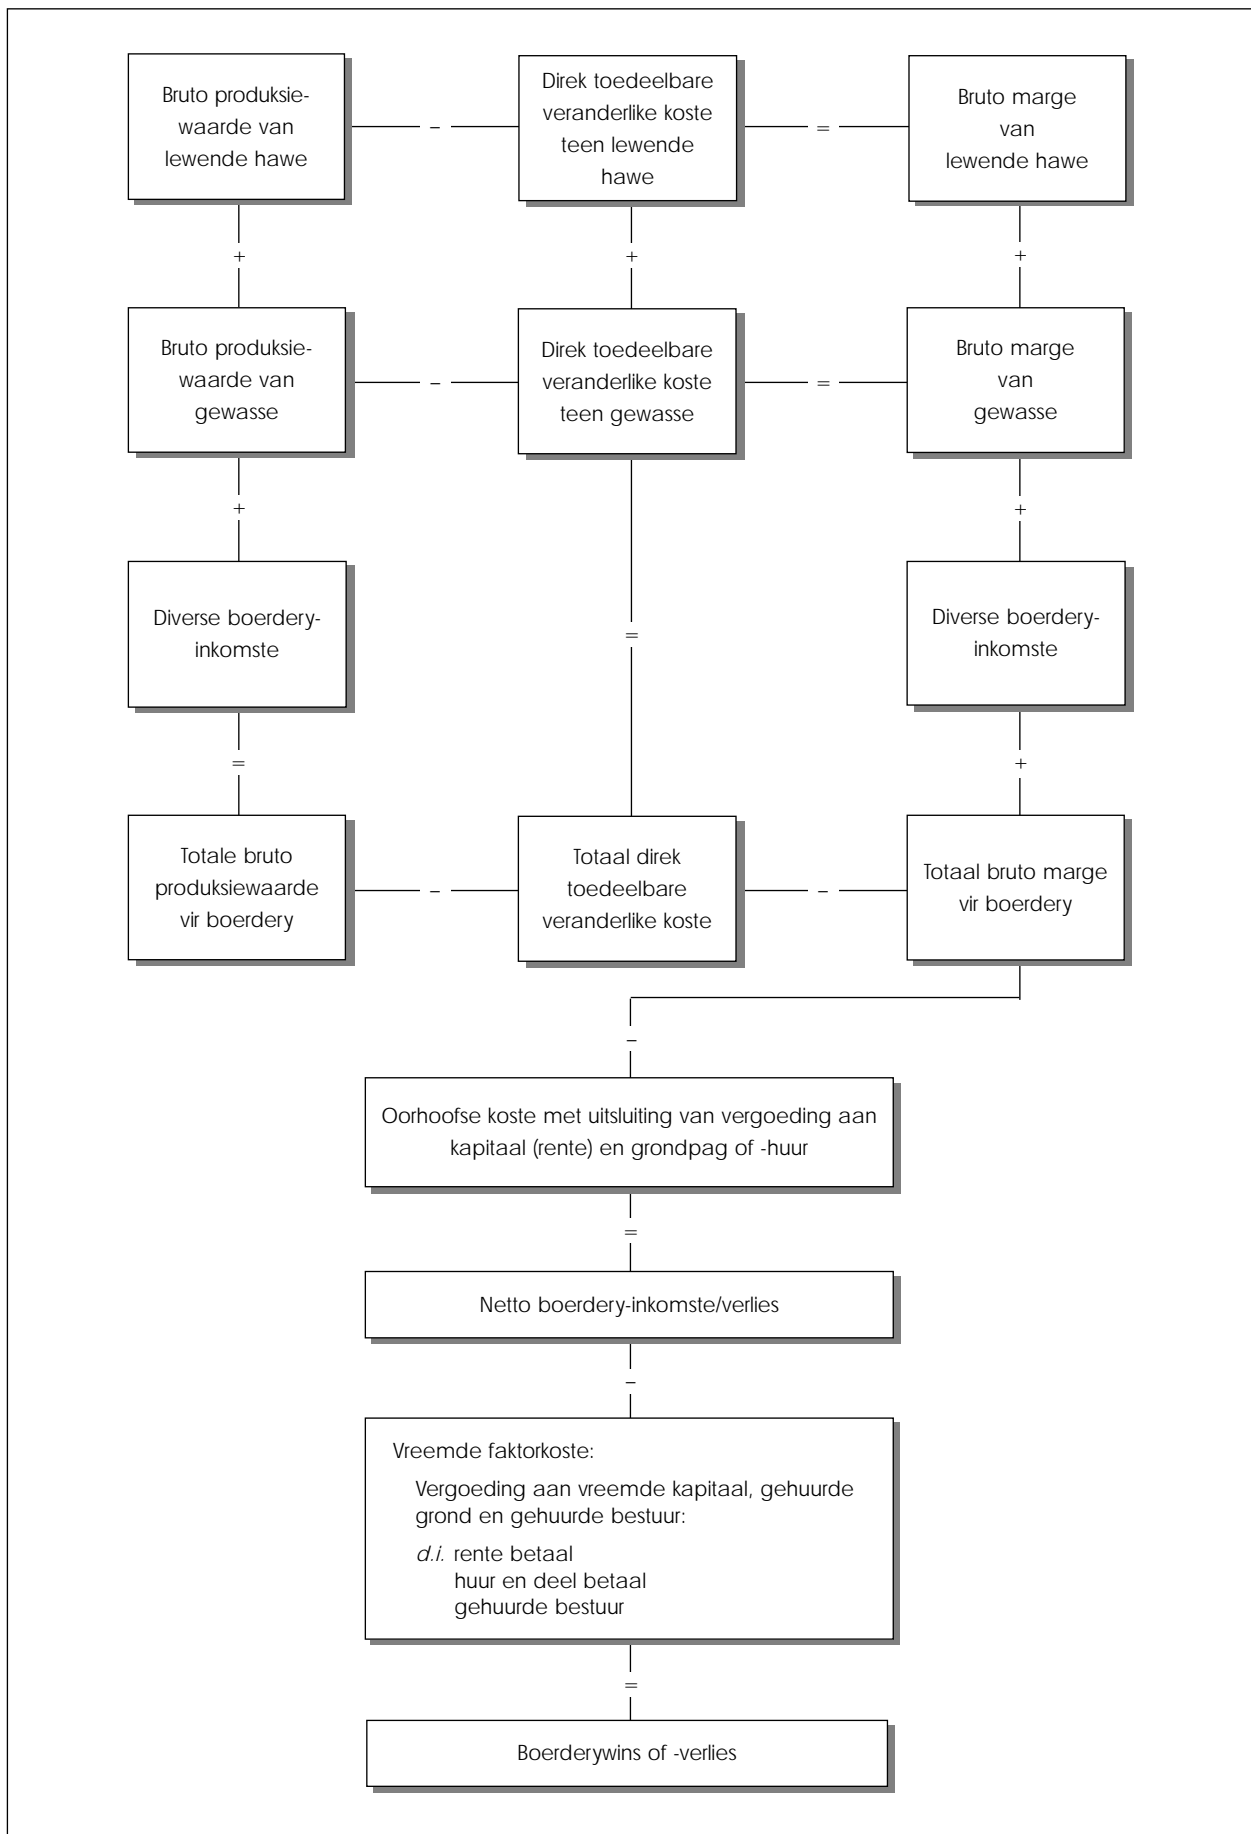 Bruto produksie-
waarde van
lewende hawe
–
Direk toedeelbare
veranderlike koste
teen lewende
hawe
=
Bruto marge
van
lewende hawe
+
+
+
Bruto produksie-
waarde van
gewasse
–
Direk toedeelbare
veranderlike koste
teen gewasse
=
Bruto marge
van
gewasse
+
+
Diverse boerdery-
inkomste
=
Diverse boerdery-
inkomste
=
+
Totale bruto
produksiewaarde
vir boerdery
–
Totaal direk
toedeelbare
veranderlike koste
–
Totaal bruto marge
vir boerdery
–
Oorhoofse koste met uitsluiting van vergoeding aan
kapitaal (rente) en grondpag of -huur
=
Netto boerdery-inkomste/verlies
–
Vreemde faktorkoste:
Vergoeding aan vreemde kapitaal, gehuurde
grond en gehuurde bestuur:
d.i. rente betaal
huur en deel betaal
gehuurde bestuur
=
Boerderywins of -verlies